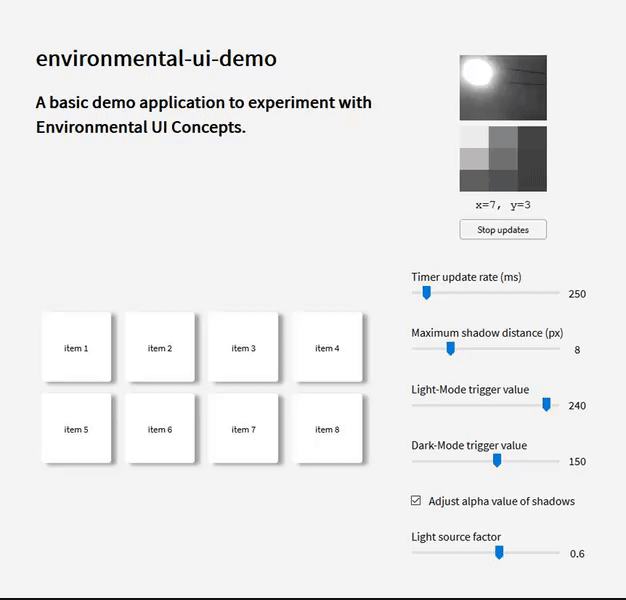 environmental-ui-demo
A basic demo application to experiment with
Environmental UI Concepts.
x=7, y=3
Stop updates
Timer update rate (ms)
250
Maximum shadow distance (px)
8
Light-Mode trigger value
240
Dark-Mode trigger value
150
Adjust alpha value of shadows
Light source factor
0.6
item 1
item 2
item 3
item 4
item 5
item 6
item 7
item 8